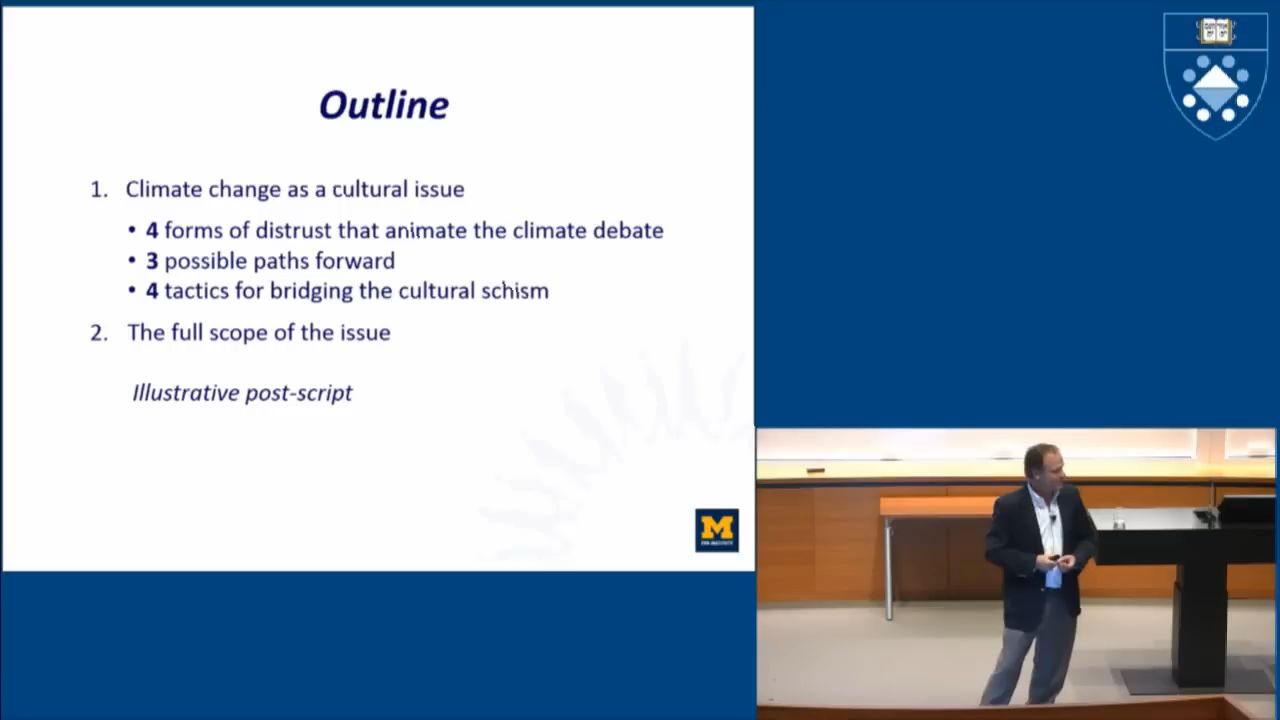 Outline
1. Climate change as a cultural issue
• 4 forms of distrust that animate the climate debate
• 3 possible paths forward
• 4 tactics for bridging the cultural schism
2. The full scope of the issue
Illustrative post-script
M